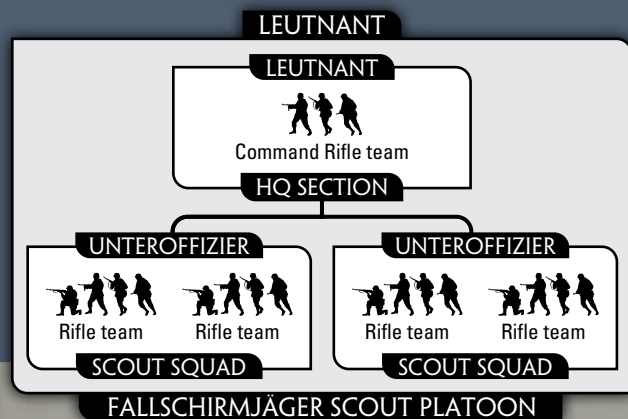 LEUTNANT
LEUTNANT
Command Rifle team
HQ SECTION
UNTEROFFIZIER UNTEROFFIZIER
Rifle team Rifle team Rifle team Rifle team
SCOUT SQUAD SCOUT SQUAD
FALLSCHIRMJÄGER SCOUT PLATOON